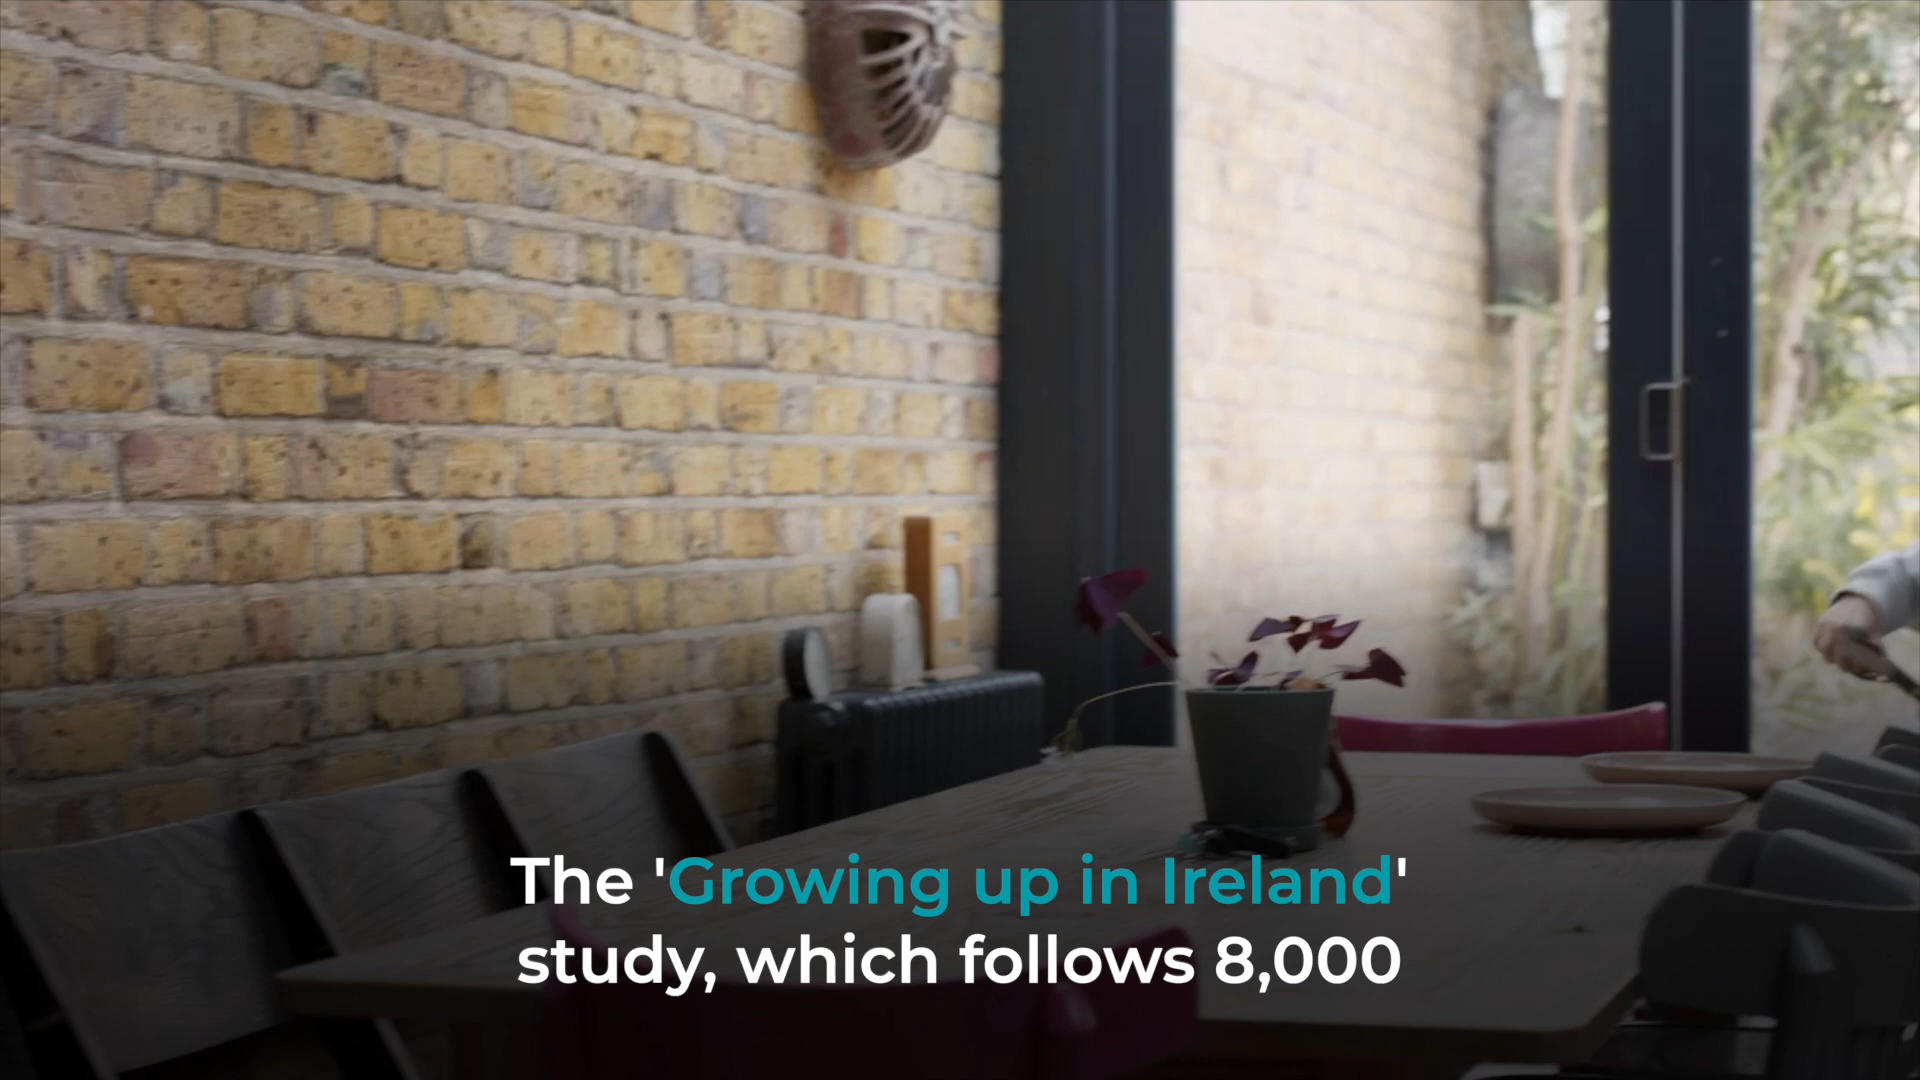 The 'Growing up in Ireland'
study, which follows 8,000